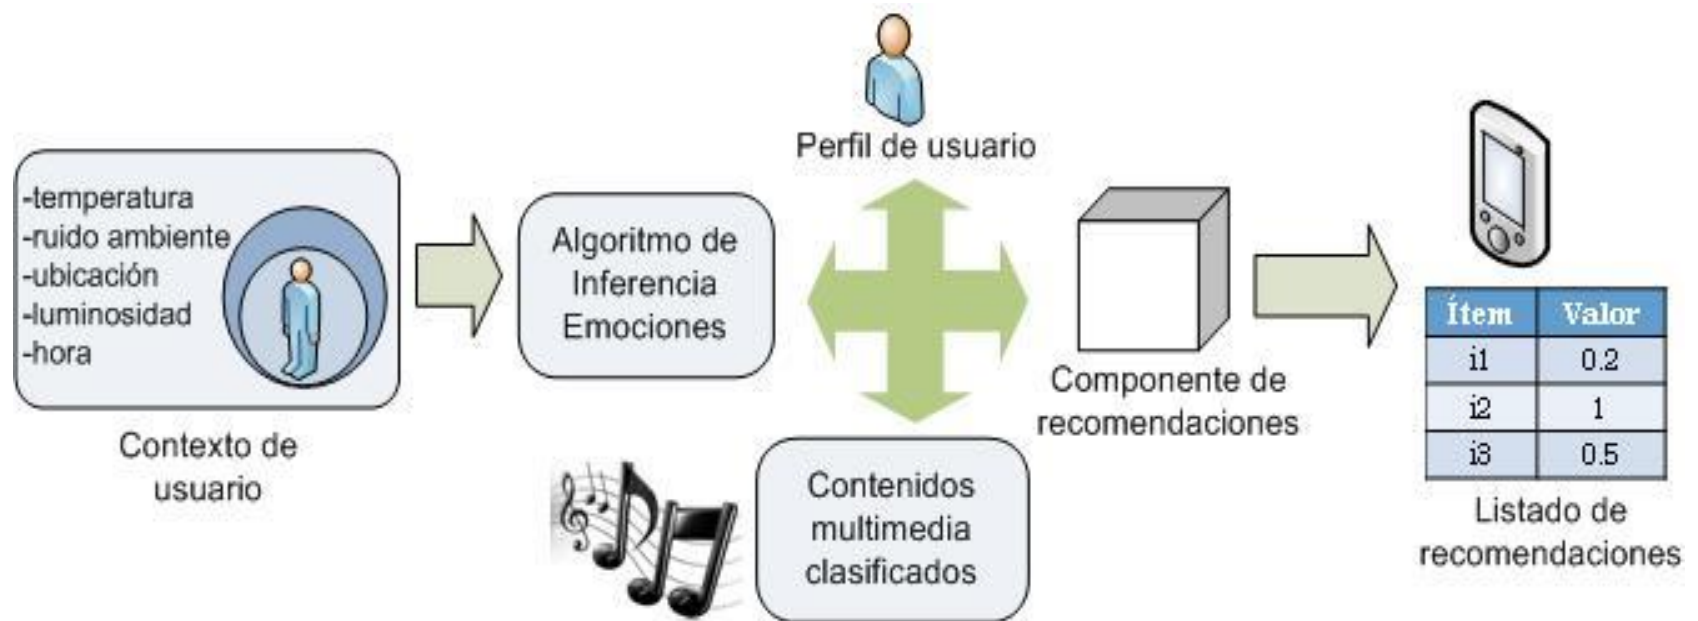 -temperatura
-ruido ambiente
-ubicación
-luminosidad
-hora
Contexto de
usuario
Algoritmo de
Inferencia
Emociones
Perfil de usuario
Contenidos
multimedia
clasificados
Componente de
recomendaciones
Ítem Valor
i1 0.2
i2 1
i3 0.5
Listado de
recomendaciones